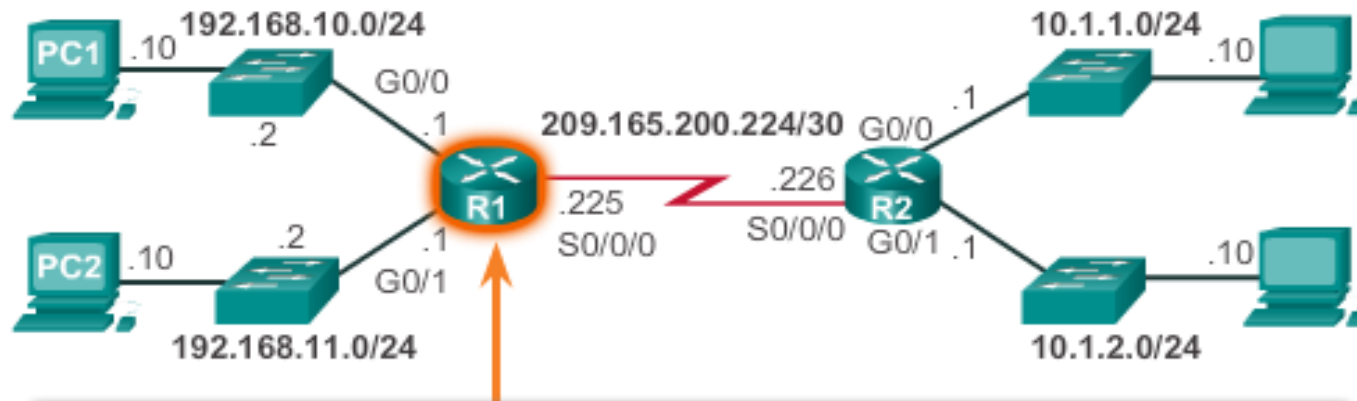 192.168.10.0/24
10.1.1.0/24
PC1
.10
.10
G0/0
.1
.2
.1
209.165.200.224/30
G0/0
R1
.225
.226
R2
S0/0/0
S0/0/0
G0/1
.1
PC2
.10
.2
.1
G0/1
.10
192.168.11.0/24
10.1.2.0/24